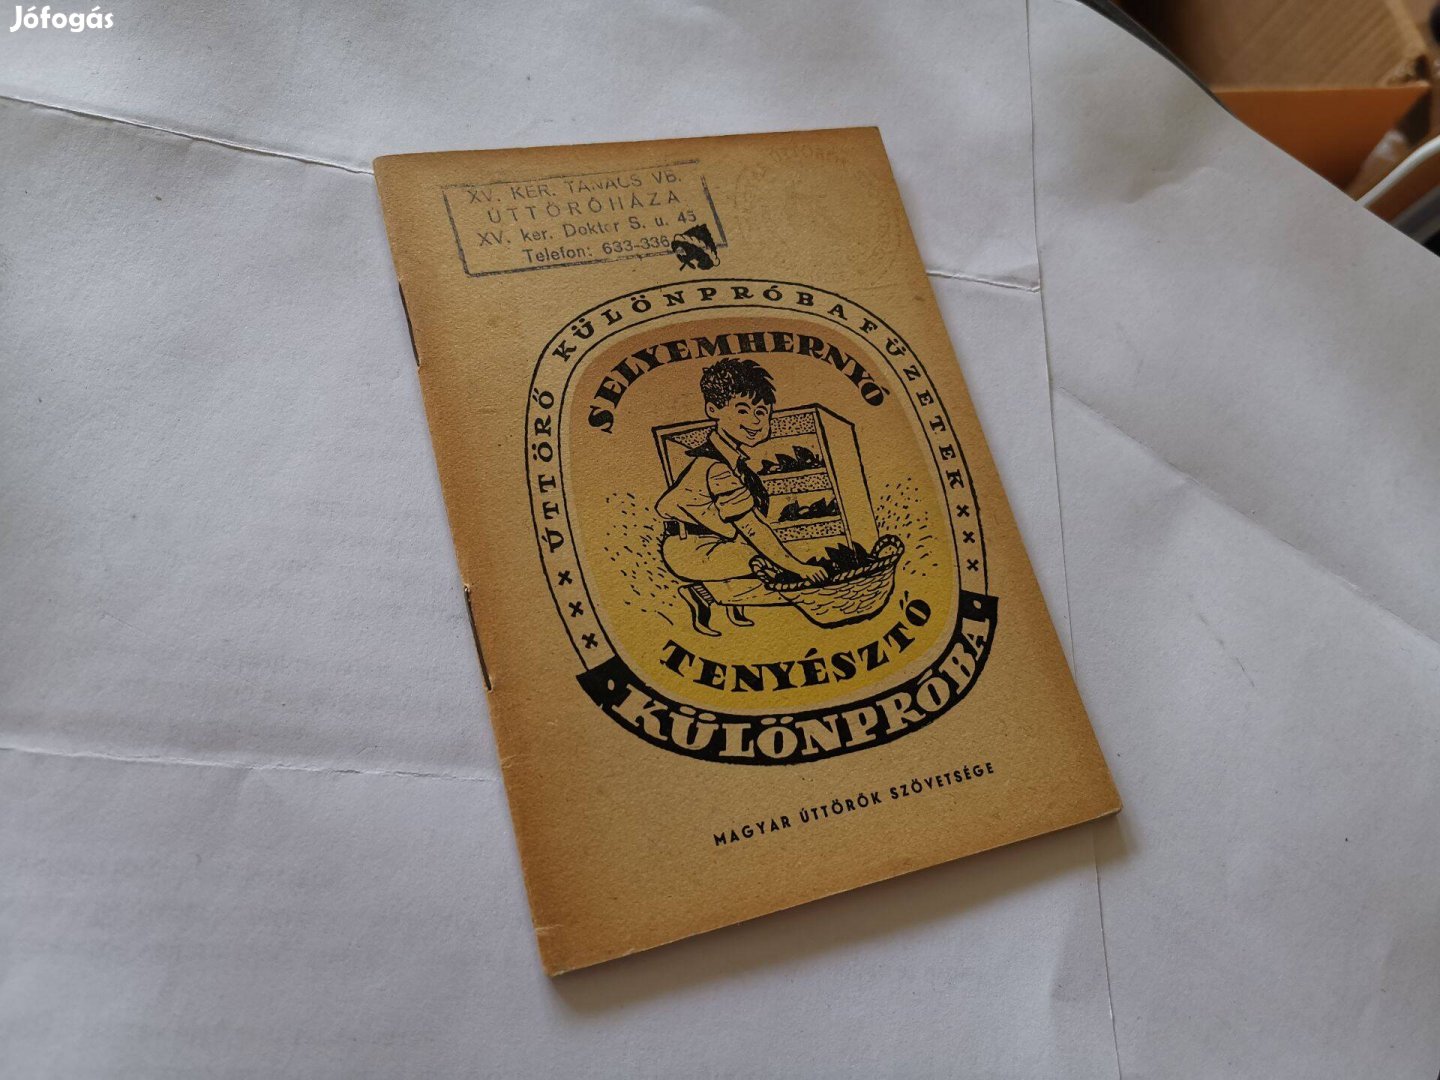 Jófogás
XV. KER. TANÁCS VB.
ÚTTÖRŐHÁZA
XV. ker. Doktor S. u. 45
Telefon: 633-336
ÚTTÖRŐ KÜLÖNPRÓBAFÜZETEK
SELYEMHERNYÓ
TENYÉSZTŐ
KÜLÖNPRÓBA
MAGYAR ÚTTÖRŐK SZÖVETSÉGE